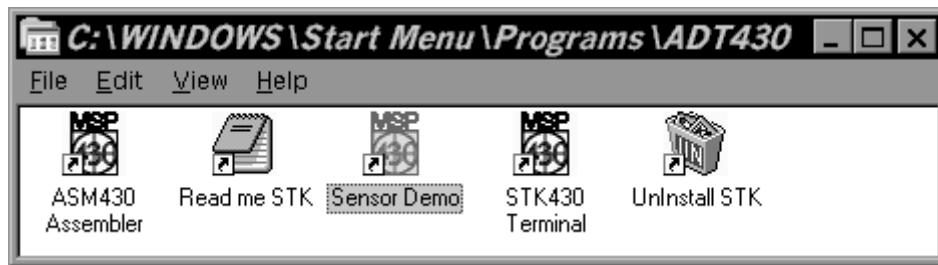 C:\WINDOWS\Start Menu\Programs\ADT430
File Edit View Help
MSP 430 MSP 430 MSP 430 UN
ASM430 Read me STK Sensor Demo STK430 UnInstall STK
Assembler Terminal